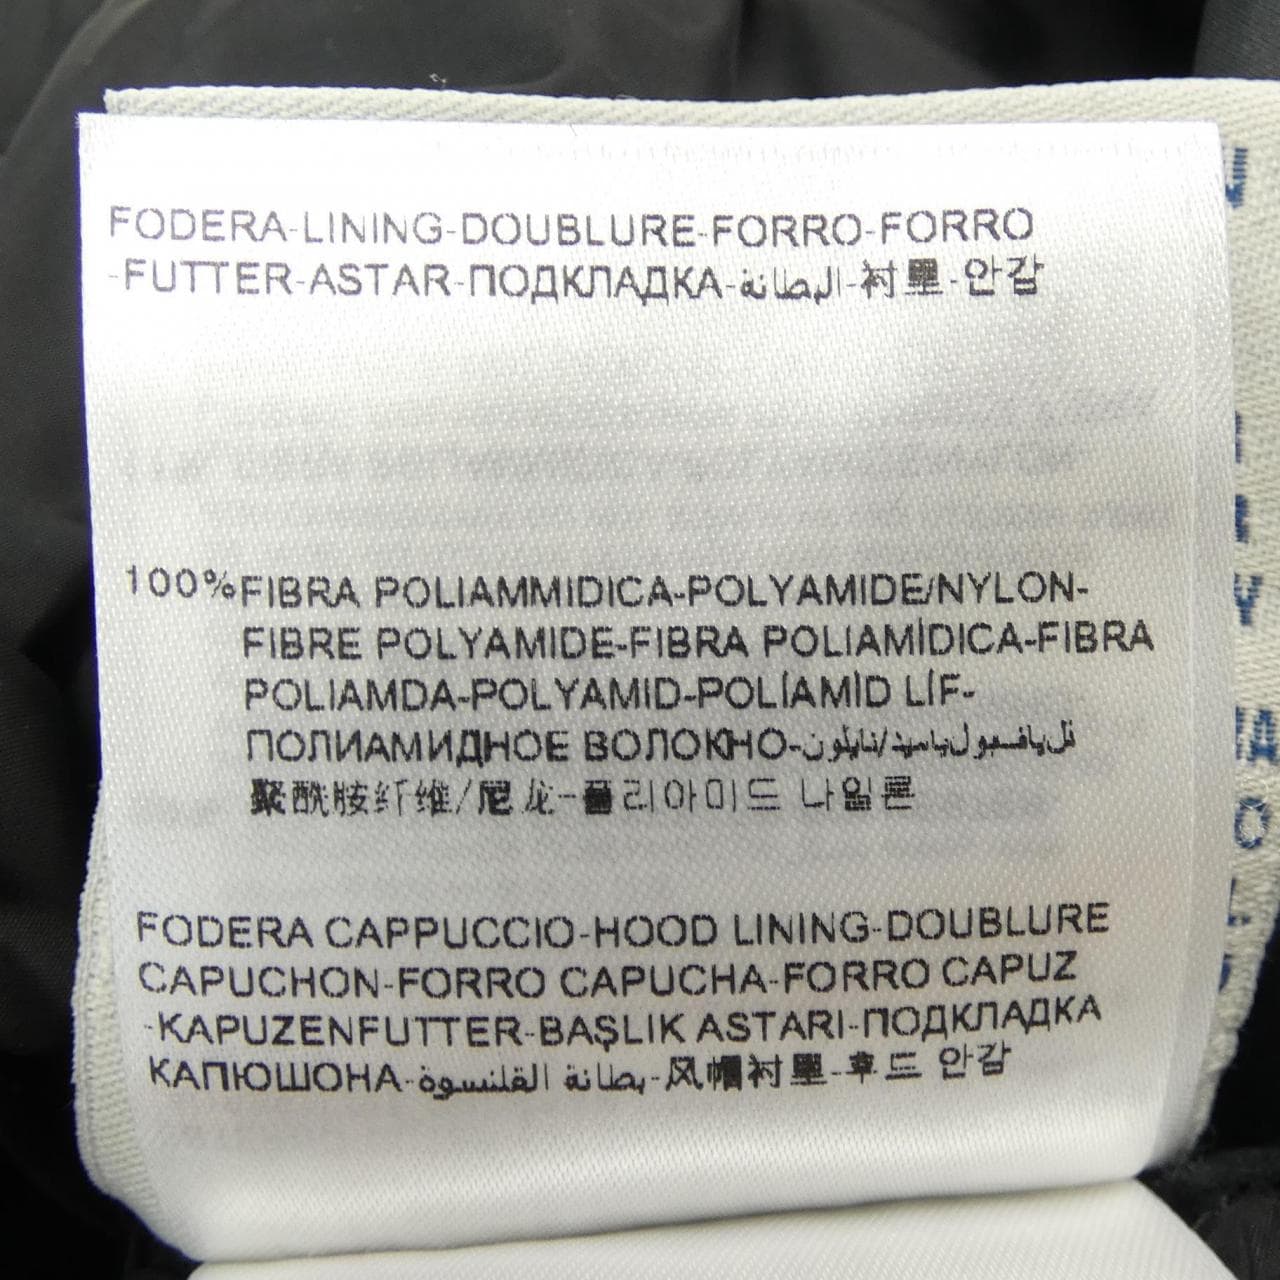 FODERA-LINING-DOUBLURE-FORRO-FORRO
-FUTTER-ASTAR-ПОДКЛАДКА-البطانة-衬里-안감
100% FIBRA POLIAMMIDICA-POLYAMIDE/NYLON-
FIBRE POLYAMIDE-FIBRA POLIAMÍDICA-FIBRA
POLIAMDA-POLYAMID-POLİAMİD LİF-
ПОЛИАМИДНОЕ ВОЛОКНО-
聚酰胺纤维/尼龙-폴리아미드 나일론
FODERA CAPPUCCIO-HOOD LINING-DOUBLURE
CAPUCHON-FORRO CAPUCHA-FORRO CAPUZ
-KAPUZENFUTTER-BAŞLIK ASTARI-ПОДКЛАДКА
КАПЮШОНА-بطانة القلنسوة-风帽衬里-후드 안감